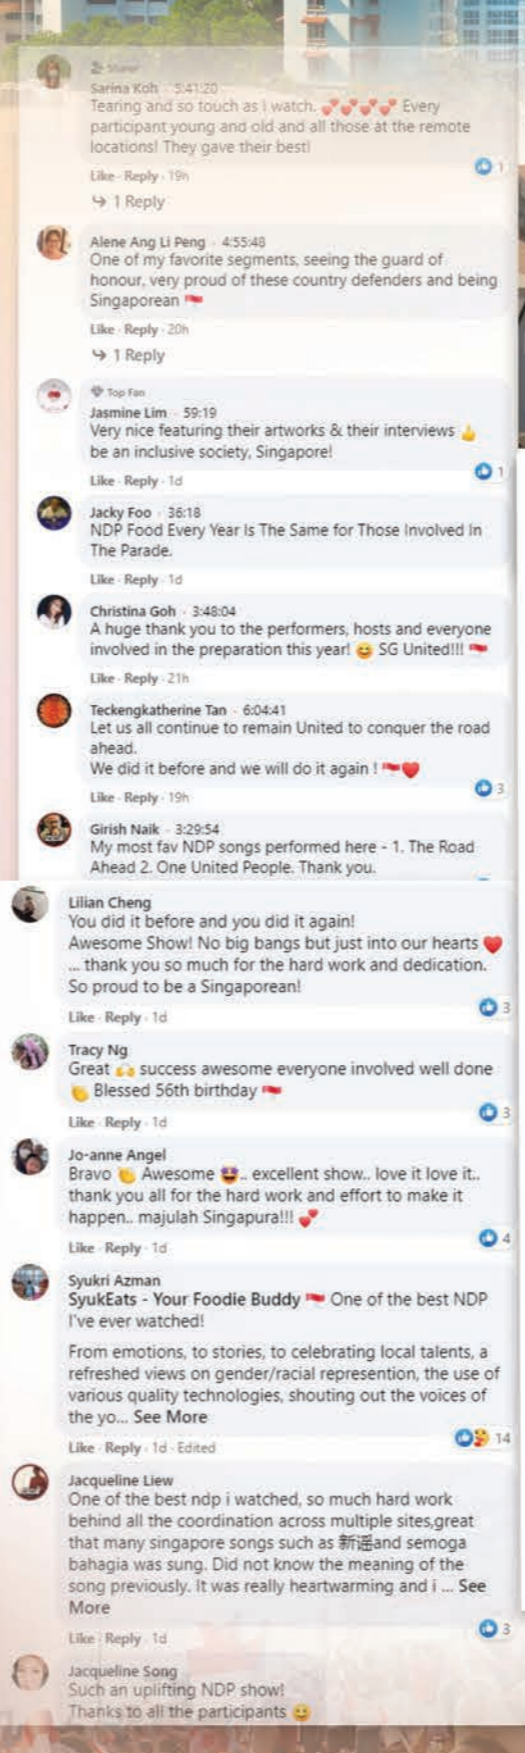 Sharer
Sarina Koh · 5:41:20
Tearing and so touch as I watch. 💕💕💕💕 Every
participant young and old and all those at the remote
locations! They gave their best!
1
Like · Reply · 19h
↪ 1 Reply
Alene Ang Li Peng · 4:55:48
One of my favorite segments, seeing the guard of
honour, very proud of these country defenders and being
Singaporean 🇸🇬
Like · Reply · 20h
↪ 1 Reply
Top Fan
Jasmine Lim · 59:19
Very nice featuring their artworks & their interviews 👍
be an inclusive society, Singapore!
1
Like · Reply · 1d
Jacky Foo · 36:18
NDP Food Every Year Is The Same for Those Involved In
The Parade.
Like · Reply · 1d
Christina Goh · 3:48:04
A huge thank you to the performers, hosts and everyone
involved in the preparation this year! 😊 SG United!!! 🇸🇬
Like · Reply · 21h
Teckengkatherine Tan · 6:04:41
Let us all continue to remain United to conquer the road
ahead.
We did it before and we will do it again ! 🇸🇬❤️
3
Like · Reply · 19h
Girish Naik · 3:29:54
My most fav NDP songs performed here - 1. The Road
Ahead 2. One United People. Thank you.
Lilian Cheng
You did it before and you did it again!
Awesome Show! No big bangs but just into our hearts ❤️
... thank you so much for the hard work and dedication.
So proud to be a Singaporean!
3
Like · Reply · 1d
Tracy Ng
Great 🙌 success awesome everyone involved well done
👏 Blessed 56th birthday 🇸🇬
3
Like · Reply · 1d
Jo-anne Angel
Bravo 👏 Awesome 🤩.. excellent show.. love it love it..
thank you all for the hard work and effort to make it
happen.. majulah Singapura!!! 💕
4
Like · Reply · 1d
Syukri Azman
SyukEats - Your Foodie Buddy 🇸🇬 One of the best NDP
I've ever watched!
From emotions, to stories, to celebrating local talents, a
refreshed views on gender/racial represention, the use of
various quality technologies, shouting out the voices of
the yo... See More
14
Like · Reply · 1d · Edited
Jacqueline Liew
One of the best ndp i watched, so much hard work
behind all the coordination across multiple sites,great
that many singapore songs such as 新谣and semoga
bahagia was sung. Did not know the meaning of the
song previously. It was really heartwarming and i ... See
More
3
Like · Reply · 1d
Jacqueline Song
Such an uplifting NDP show!
Thanks to all the participants 😊